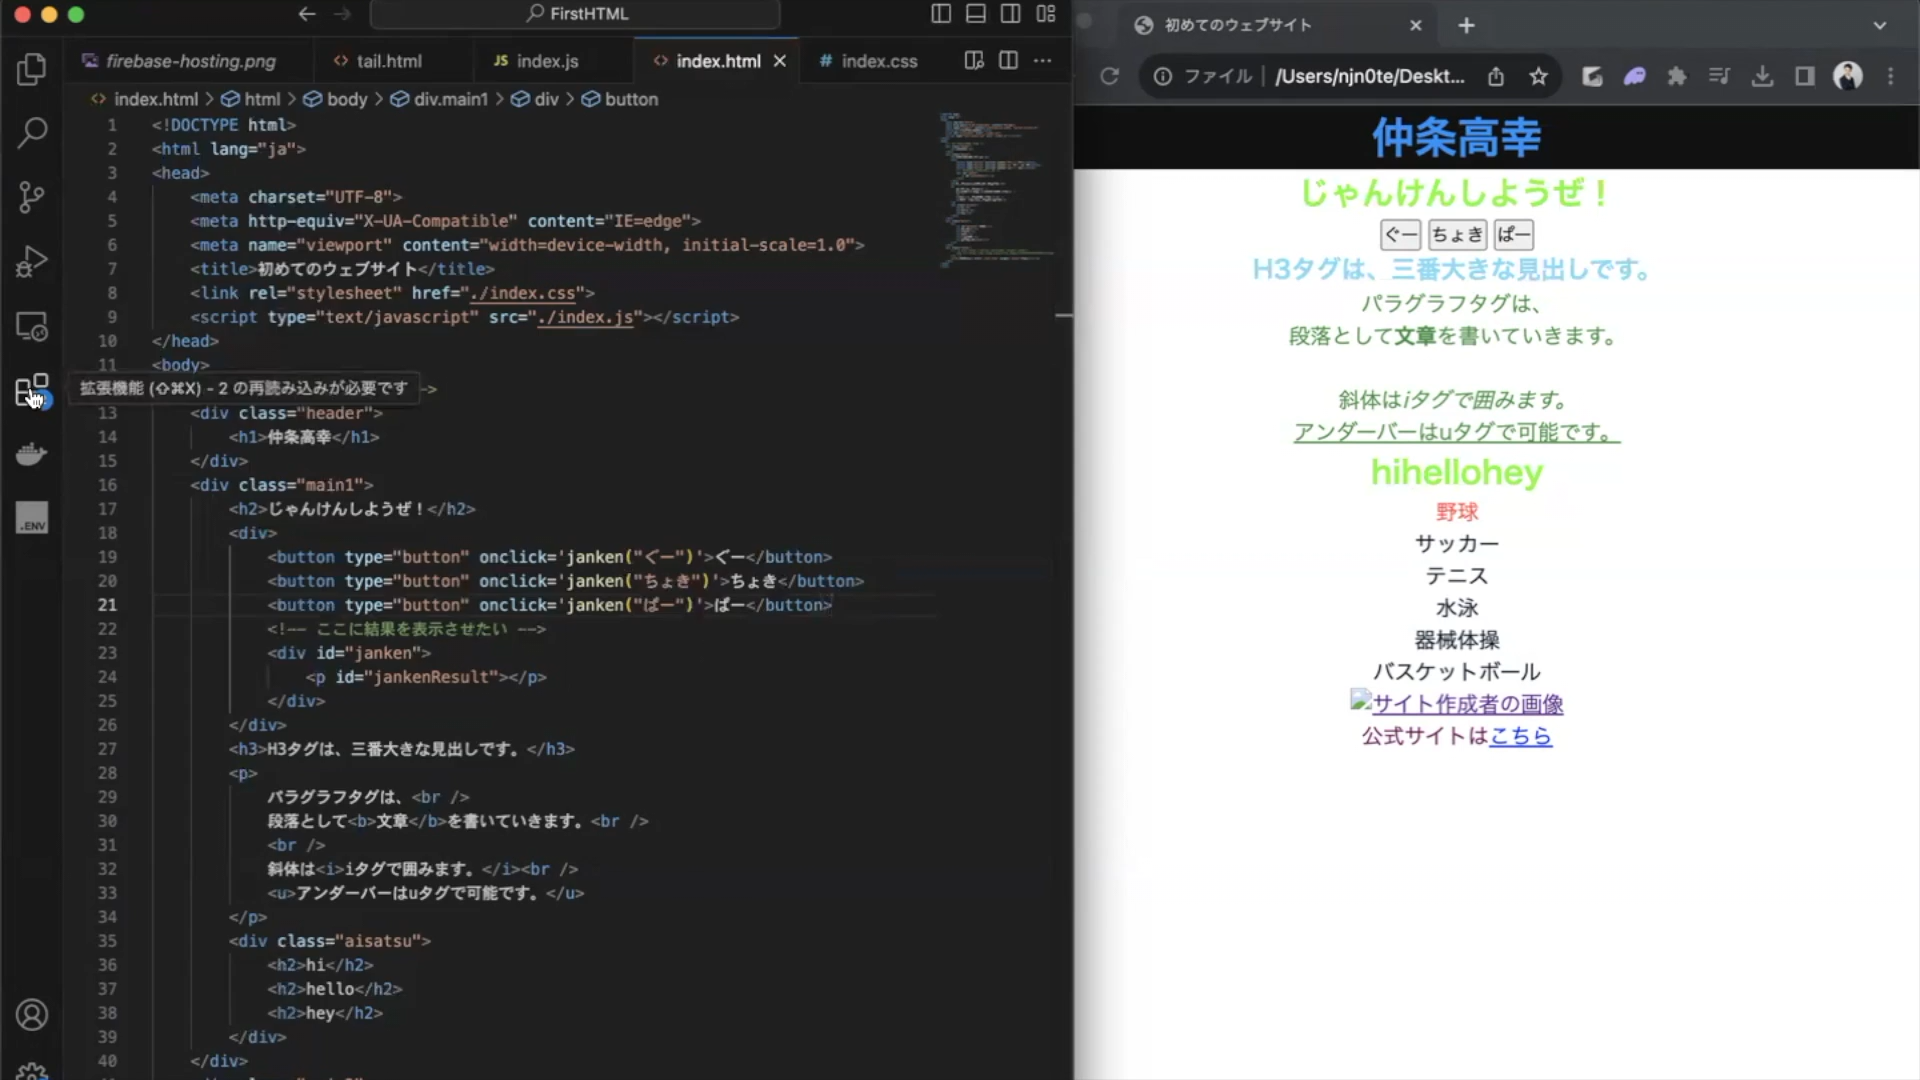 FirstHTML
firebase-hosting.png
<> tail.html
JS index.js
<> index.html
# index.css
<> index.html > html > body > div.main1 > div > button
1 <!DOCTYPE html>
2 <html lang="ja">
3 <head>
4 <meta charset="UTF-8">
5 <meta http-equiv="X-UA-Compatible" content="IE=edge">
6 <meta name="viewport" content="width=device-width, initial-scale=1.0">
7 <title>初めてのウェブサイト</title>
8 <link rel="stylesheet" href="./index.css">
9 <script type="text/javascript" src="./index.js"></script>
10 </head>
11 <body>
拡張機能 (⇧⌘X) - 2 の再読み込みが必要です ->
13 <div class="header">
14 <h1>仲条高幸</h1>
15 </div>
16 <div class="main1">
17 <h2>じゃんけんしようぜ！</h2>
18 <div>
19 <button type="button" onclick='janken("ぐー")'>ぐー</button>
20 <button type="button" onclick='janken("ちょき")'>ちょき</button>
21 <button type="button" onclick='janken("ぱー")'>ぱー</button>
22 <!-- ここに結果を表示させたい -->
23 <div id="janken">
24 <p id="jankenResult"></p>
25 </div>
26 </div>
27 <h3>H3タグは、三番大きな見出しです。</h3>
28 <p>
29 パラグラフタグは、<br />
30 段落として<b>文章</b>を書いていきます。<br />
31 <br />
32 斜体は<i>iタグで囲みます。</i><br />
33 <u>アンダーバーはuタグで可能です。</u>
34 </p>
35 <div class="aisatsu">
36 <h2>hi</h2>
37 <h2>hello</h2>
38 <h2>hey</h2>
39 </div>
40 </div>
.ENV
初めてのウェブサイト
ファイル | /Users/njn0te/Deskt...
仲条高幸
じゃんけんしようぜ！
ぐー ちょき ぱー
H3タグは、三番大きな見出しです。
パラグラフタグは、
段落として文章を書いていきます。
斜体はiタグで囲みます。
アンダーバーはuタグで可能です。
hihellohey
野球
サッカー
テニス
水泳
器械体操
バスケットボール
サイト作成者の画像
公式サイトはこちら